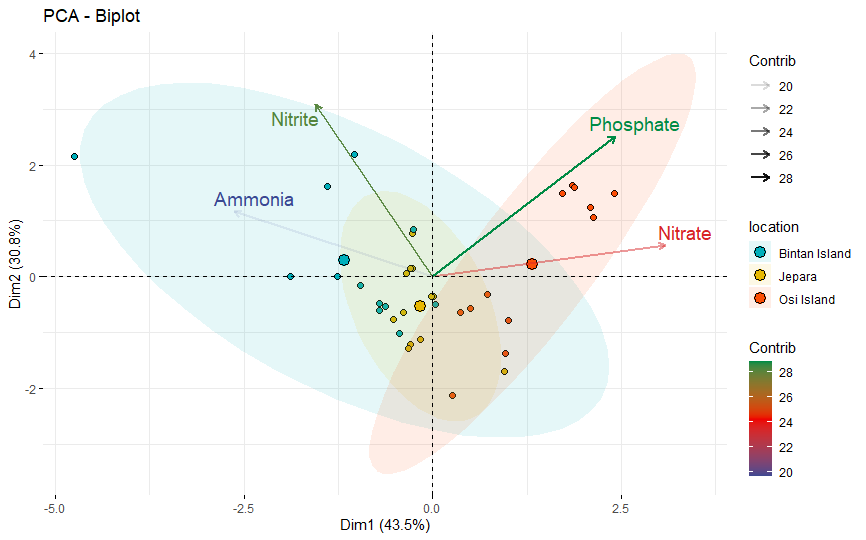 PCA - Biplot
Dim2 (30.8%)
4
2
0
-2
-5.0
-2.5
0.0
2.5
Dim1 (43.5%)
Nitrite
Ammonia
Phosphate
Nitrate
Contrib
20
22
24
26
28
location
Bintan Island
Jepara
Osi Island
Contrib
28
26
24
22
20